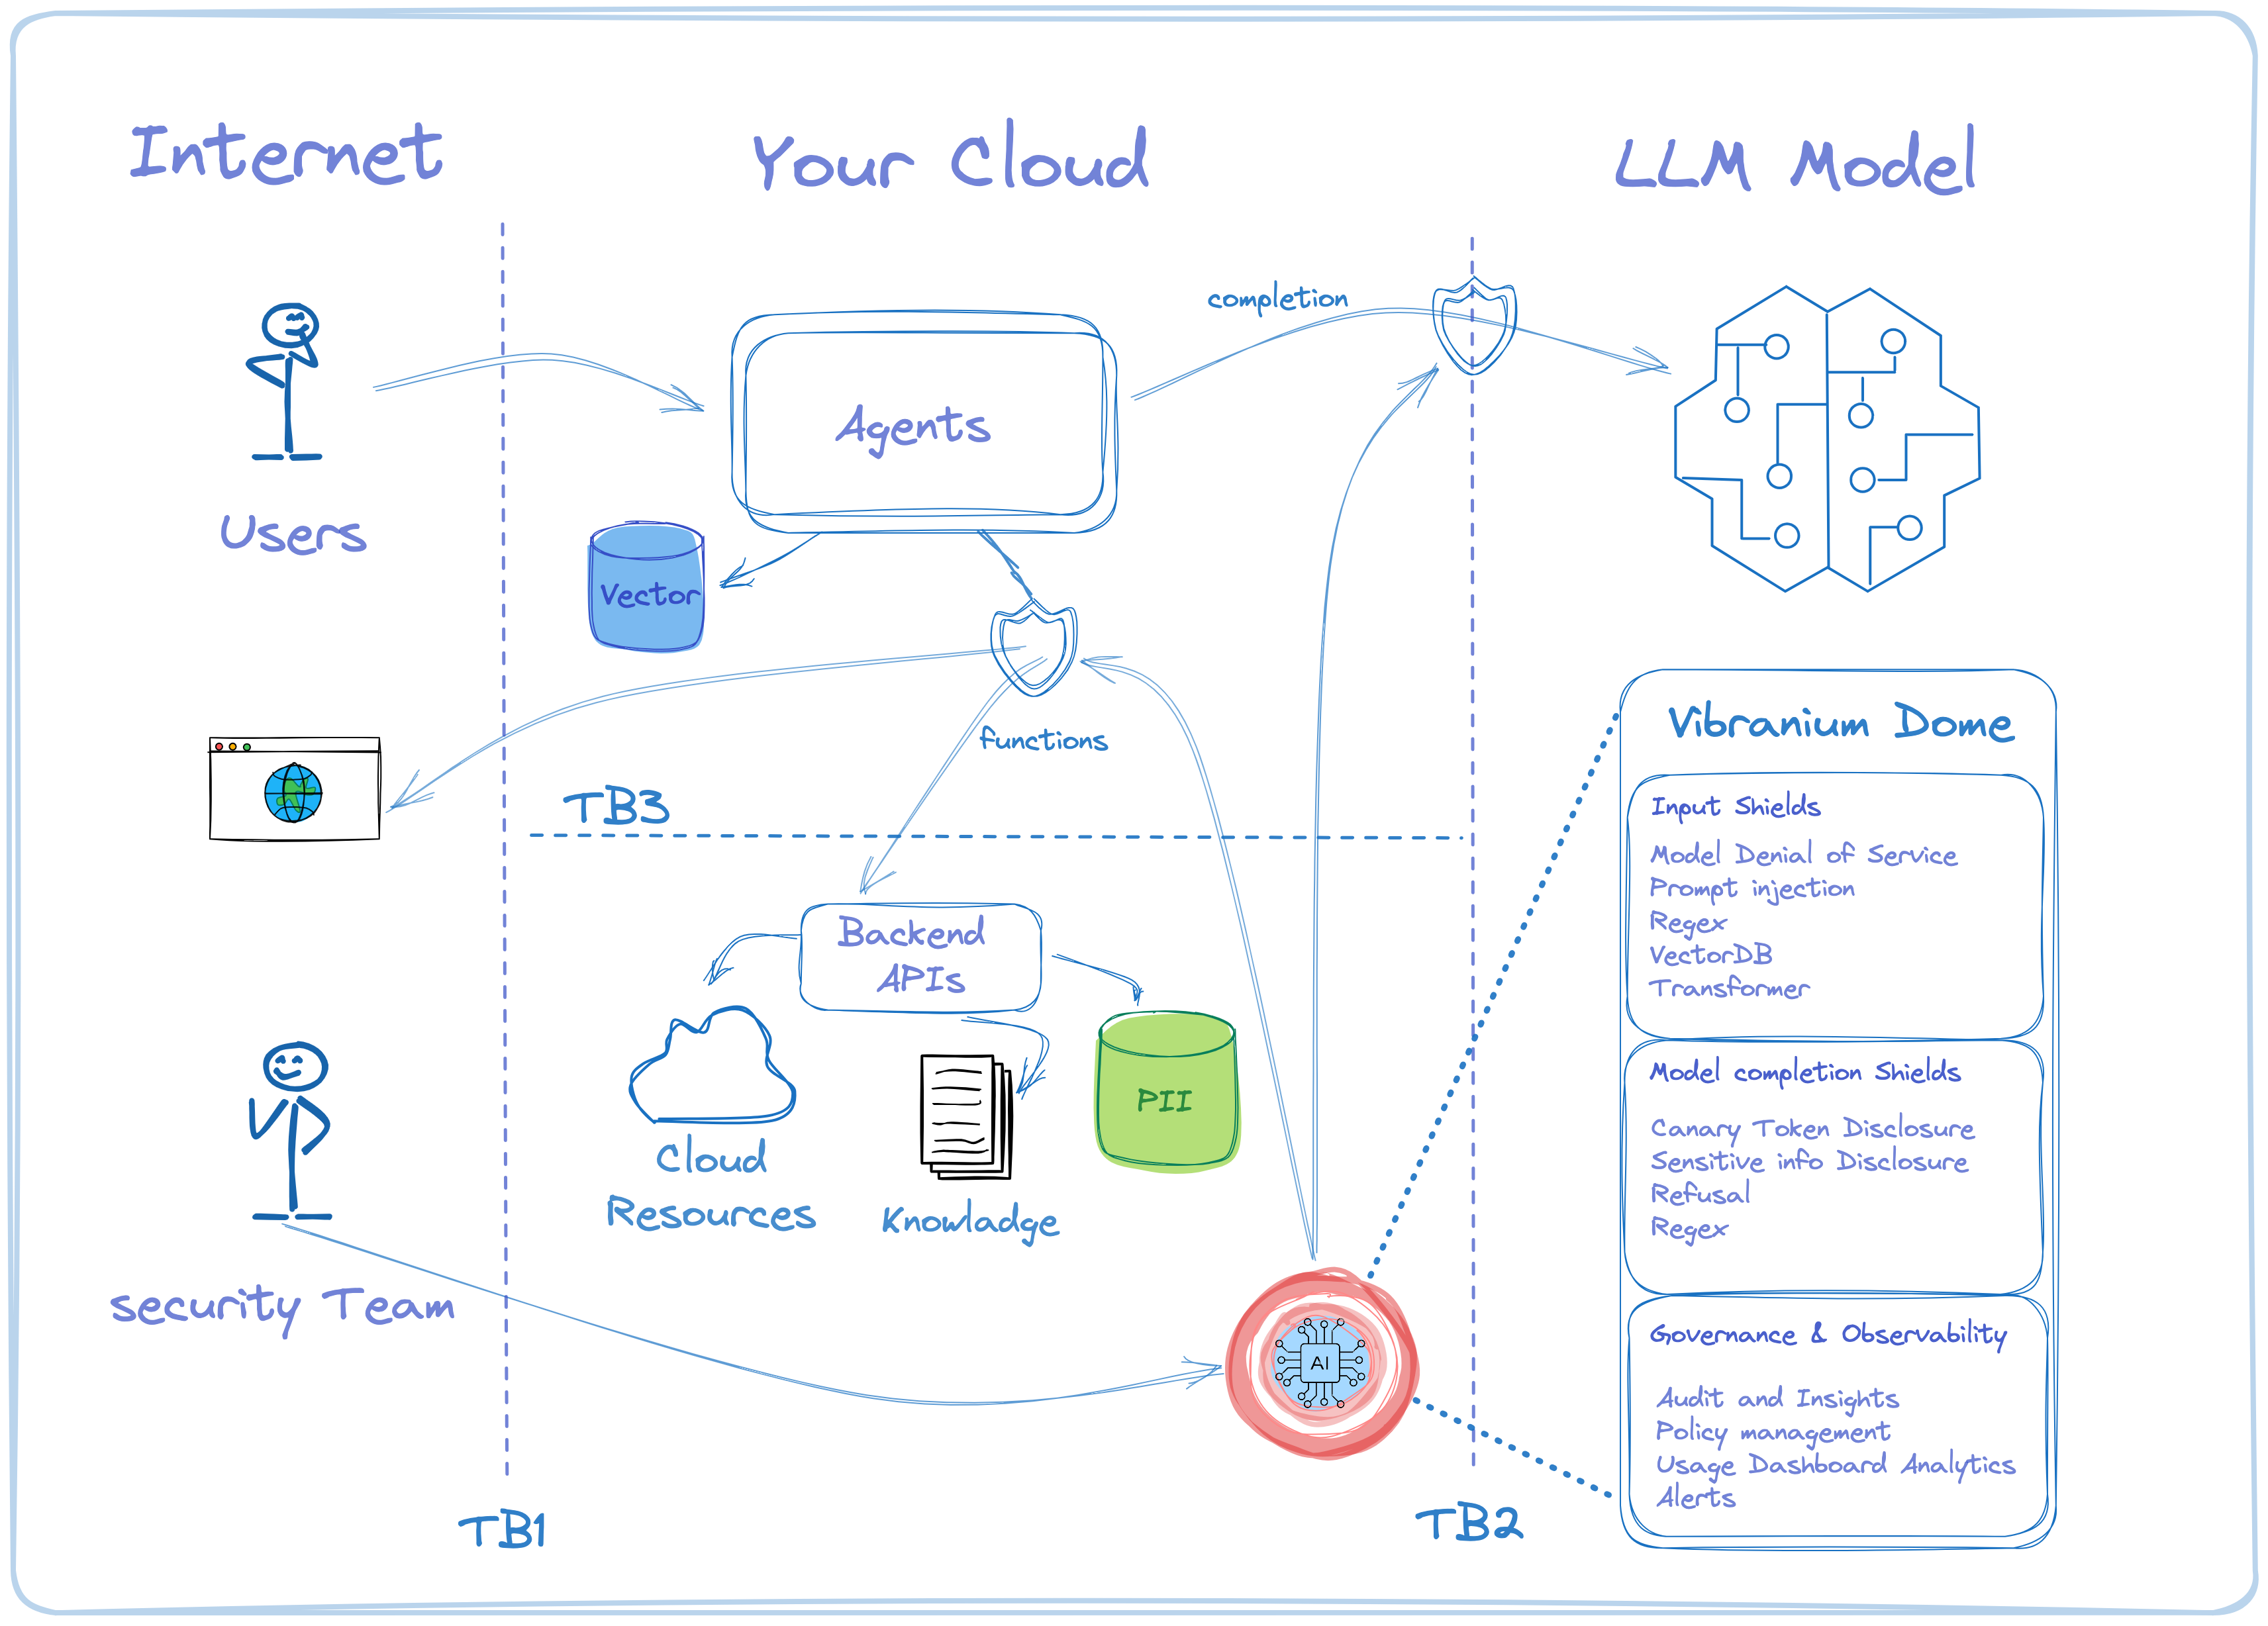 Internet
Your Cloud
LLM Model
completion
Agents
Users
Vector
functions
TB3
Backend
APIs
PII
Cloud
Resources
Knowladge
security Team
AI
TB1
TB2
Vibranium Dome
Input Shields
Model Denial of Service
Prompt injection
Regex
VectorDB
Transformer
Model completion Shields
Canary Token Disclosure
Sensitive info Disclosure
Refusal
Regex
Governance & Observability
Audit and Insights
Policy management
Usage Dashboard Analytics
Alerts